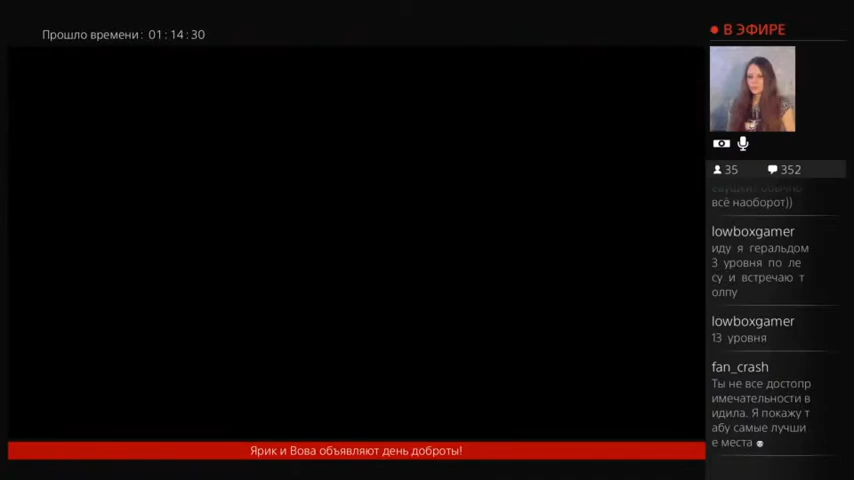 Прошло времени: 01:14:30
В ЭФИРЕ
35 352
всё наоборот))
lowboxgamer
иду я геральдом
3 уровня по ле
су и встречаю т
олпу
lowboxgamer
13 уровня
fan_crash
Ты не все достопр
имечательности в
идила. Я покажу т
абу самые лучши
е места
Ярик и Вова объявляют день доброты!